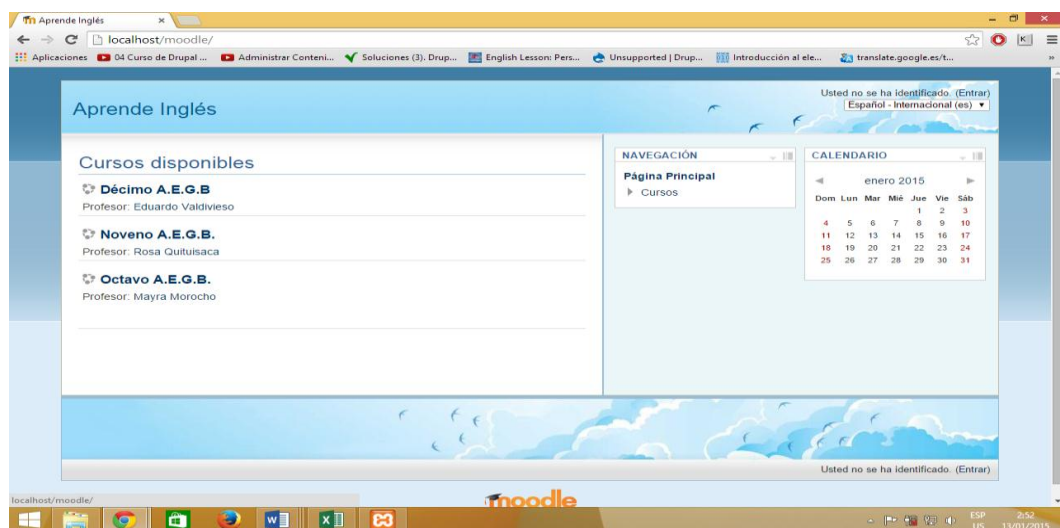 Aprende Inglés
localhost/moodle/
Aplicaciones 04 Curso de Drupal ... Administrar Conteni... Soluciones (3). Drup... English Lesson: Pers... Unsupported | Drup... Introducción al ele... translate.google.es/t... »
Usted no se ha identificado. (Entrar)
Español - Internacional (es)
Aprende Inglés
Cursos disponibles
Décimo A.E.G.B
Profesor: Eduardo Valdivieso
Noveno A.E.G.B.
Profesor: Rosa Quituisaca
Octavo A.E.G.B.
Profesor: Mayra Morocho
NAVEGACIÓN
Página Principal
Cursos
CALENDARIO
enero 2015
Dom Lun Mar Mié Jue Vie Sáb
1 2 3
4 5 6 7 8 9 10
11 12 13 14 15 16 17
18 19 20 21 22 23 24
25 26 27 28 29 30 31
Usted no se ha identificado. (Entrar)
localhost/moodle/
moodle
ESP 2:52
US 13/01/2015